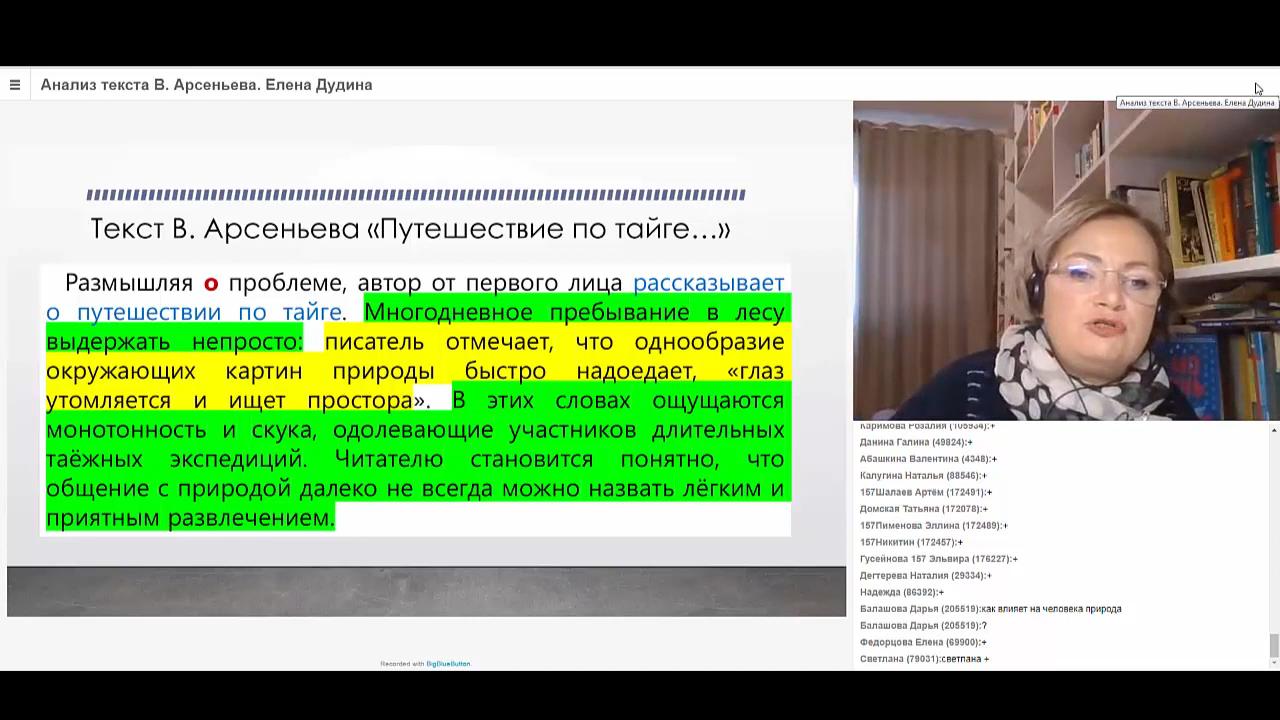 Анализ текста В. Арсеньева. Елена Дудина
Анализ текста В. Арсеньева. Елена Дудина
Текст В. Арсеньева «Путешествие по тайге…»
Размышляя о проблеме, автор от первого лица рассказывает
о путешествии по тайге. Многодневное пребывание в лесу
выдержать непросто: писатель отмечает, что однообразие
окружающих картин природы быстро надоедает, «глаз
утомляется и ищет простора». В этих словах ощущаются
монотонность и скука, одолевающие участников длительных
таёжных экспедиций. Читателю становится понятно, что
общение с природой далеко не всегда можно назвать лёгким и
приятным развлечением.
Recorded with BigBlueButton.
Каримова Розалия (105934):+
Данина Галина (49824):+
Абашкина Валентина (4348):+
Калугина Наталья (88546):+
157Шалаев Артём (172491):+
Домская Татьяна (172078):+
157Пименова Эллина (172489):+
157Никитин (172457):+
Гусейнова 157 Эльвира (176227):+
Дегтерева Наталия (29334):+
Надежда (86392):+
Балашова Дарья (205519):как влияет на человека природа
Балашова Дарья (205519):?
Федорцова Елена (69900):+
Светлана (79031):светлана +